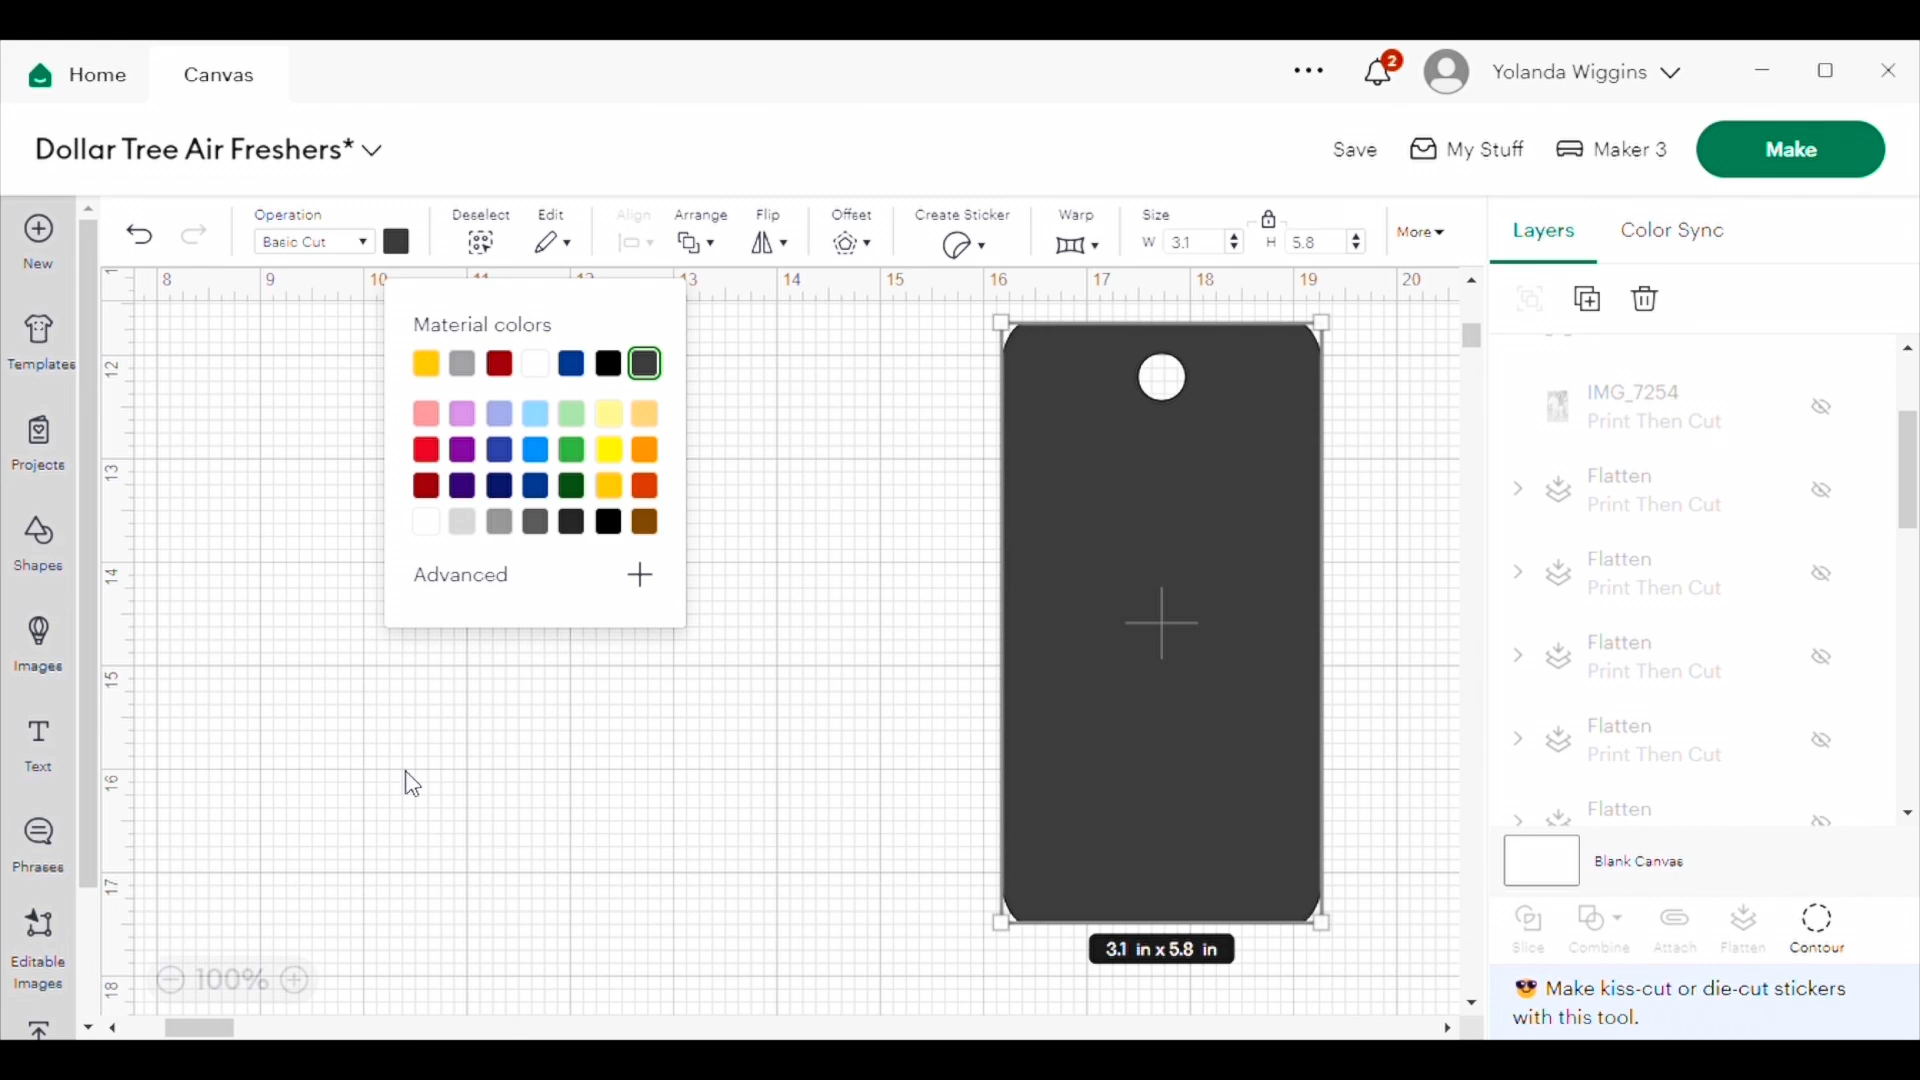 Home
Canvas
2
Yolanda Wiggins
Dollar Tree Air Freshers*
Save
My Stuff
Maker 3
Make
Operation
Basic Cut
Deselect
Edit
Align
Arrange
Flip
Offset
Create Sticker
Warp
Size
W 3.1
H 5.8
More
Layers
Color Sync
New
Templates
Projects
Shapes
Images
Text
Phrases
Editable
Images
8 9 10 11 12 13 14 15 16 17 18 19 20
12
13
14
15
16
17
18
Material colors
Advanced
3.1 in x 5.8 in
100%
IMG_7254
Print Then Cut
Flatten
Print Then Cut
Flatten
Print Then Cut
Flatten
Print Then Cut
Flatten
Print Then Cut
Flatten
Blank Canvas
Slice
Combine
Attach
Flatten
Contour
😎 Make kiss-cut or die-cut stickers
with this tool.